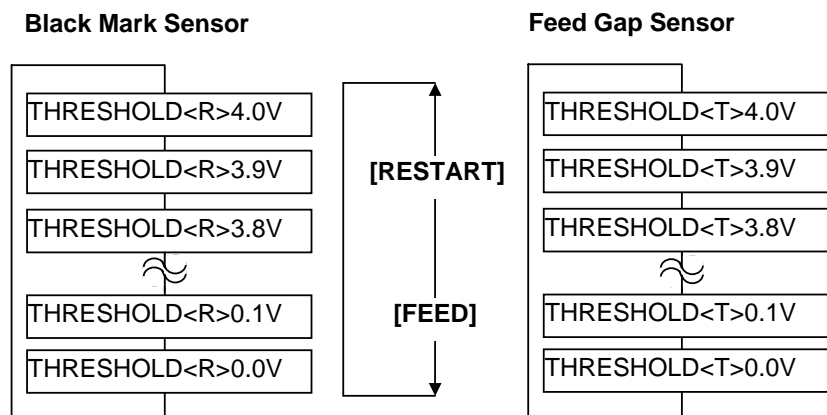 Black Mark Sensor
THRESHOLD<R>4.0V
THRESHOLD<R>3.9V
THRESHOLD<R>3.8V
THRESHOLD<R>0.1V
THRESHOLD<R>0.0V
[RESTART]
[FEED]
Feed Gap Sensor
THRESHOLD<T>4.0V
THRESHOLD<T>3.9V
THRESHOLD<T>3.8V
THRESHOLD<T>0.1V
THRESHOLD<T>0.0V